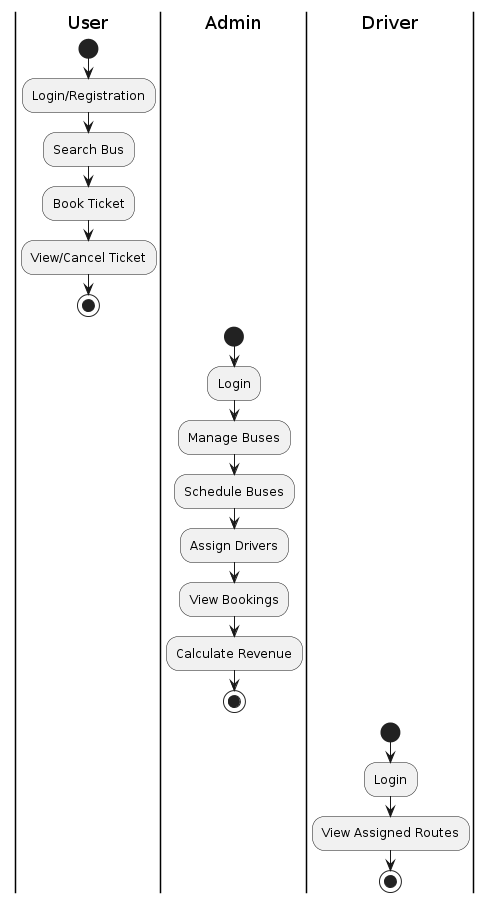 User Admin Driver
Login/Registration
Search Bus
Book Ticket
View/Cancel Ticket
Login
Manage Buses
Schedule Buses
Assign Drivers
View Bookings
Calculate Revenue
Login
View Assigned Routes